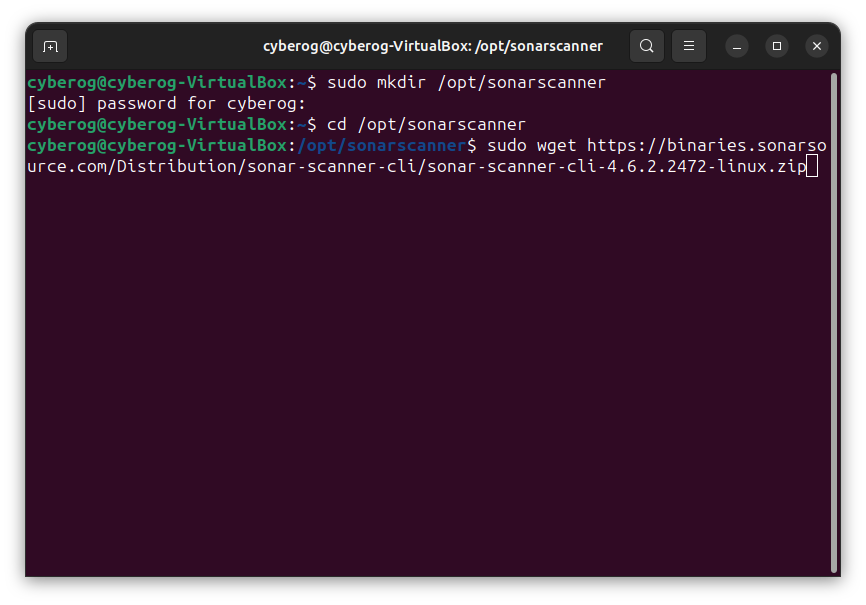 cyberog@cyberog-VirtualBox: /opt/sonarscanner
cyberog@cyberog-VirtualBox:~$ sudo mkdir /opt/sonarscanner
[sudo] password for cyberog:
cyberog@cyberog-VirtualBox:~$ cd /opt/sonarscanner
cyberog@cyberog-VirtualBox:/opt/sonarscanner$ sudo wget https://binaries.sonarso
urce.com/Distribution/sonar-scanner-cli/sonar-scanner-cli-4.6.2.2472-linux.zip